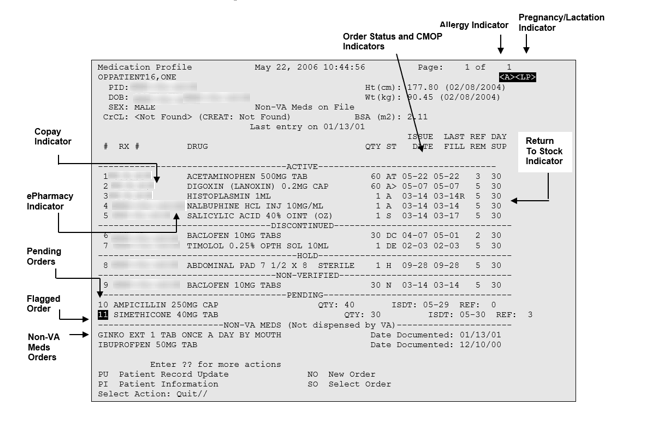 Pregnancy/Lactation
Indicator
Allergy Indicator
Order Status and CMOP
Indicators
Medication Profile May 22, 2006 10:44:56 Page: 1 of 1
OPPATIENT16,ONE <A><LP>
PID: Ht(cm): 177.80 (02/08/2004)
DOB: Wt(kg): 90.45 (02/08/2004)
SEX: MALE Non-VA Meds on File
CrCL: <Not Found> (CREAT: Not Found) BSA (m2): 2.11
Last entry on 01/13/01
ISSUE LAST REF DAY
# RX # DRUG QTY ST DATE FILL REM SUP
ACTIVE
1 ACETAMINOPHEN 500MG TAB 60 AT 05-22 05-22 3 30
2 DIGOXIN (LANOXIN) 0.2MG CAP 60 A> 05-07 05-07 5 30
3 HISTOPLASMIN 1ML 1 A 03-14 03-14R 5 30
4 NALBUPHINE HCL INJ 10MG/ML 1 A 03-14 03-14 5 30
5 SALICYLIC ACID 40% OINT (OZ) 1 S 03-14 03-17 5 30
DISCONTINUED
6 BACLOFEN 10MG TABS 30 DC 04-07 05-01 2 30
7 TIMOLOL 0.25% OPTH SOL 10ML 1 DE 02-03 02-03 5 30
HOLD
8 ABDOMINAL PAD 7 1/2 X 8 STERILE 1 H 09-28 09-28 5 30
NON-VERIFIED
9 BACLOFEN 10MG TABS 30 N 03-14 03-14 5 30
PENDING
10 AMPICILLIN 250MG CAP QTY: 40 ISDT: 05-29 REF: 0
11 SIMETHICONE 40MG TAB QTY: 30 ISDT: 05-30 REF: 3
NON-VA MEDS (Not dispensed by VA)
GINKO EXT 1 TAB ONCE A DAY BY MOUTH Date Documented: 01/13/01
IBUPROFPEN 50MG TAB Date Documented: 12/10/00
Enter ?? for more actions
PU Patient Record Update NO New Order
PI Patient Information SO Select Order
Select Action: Quit//
Copay
Indicator
ePharmacy
Indicator
Pending
Orders
Flagged
Order
Non-VA
Meds
Orders
Return
To Stock
Indicator